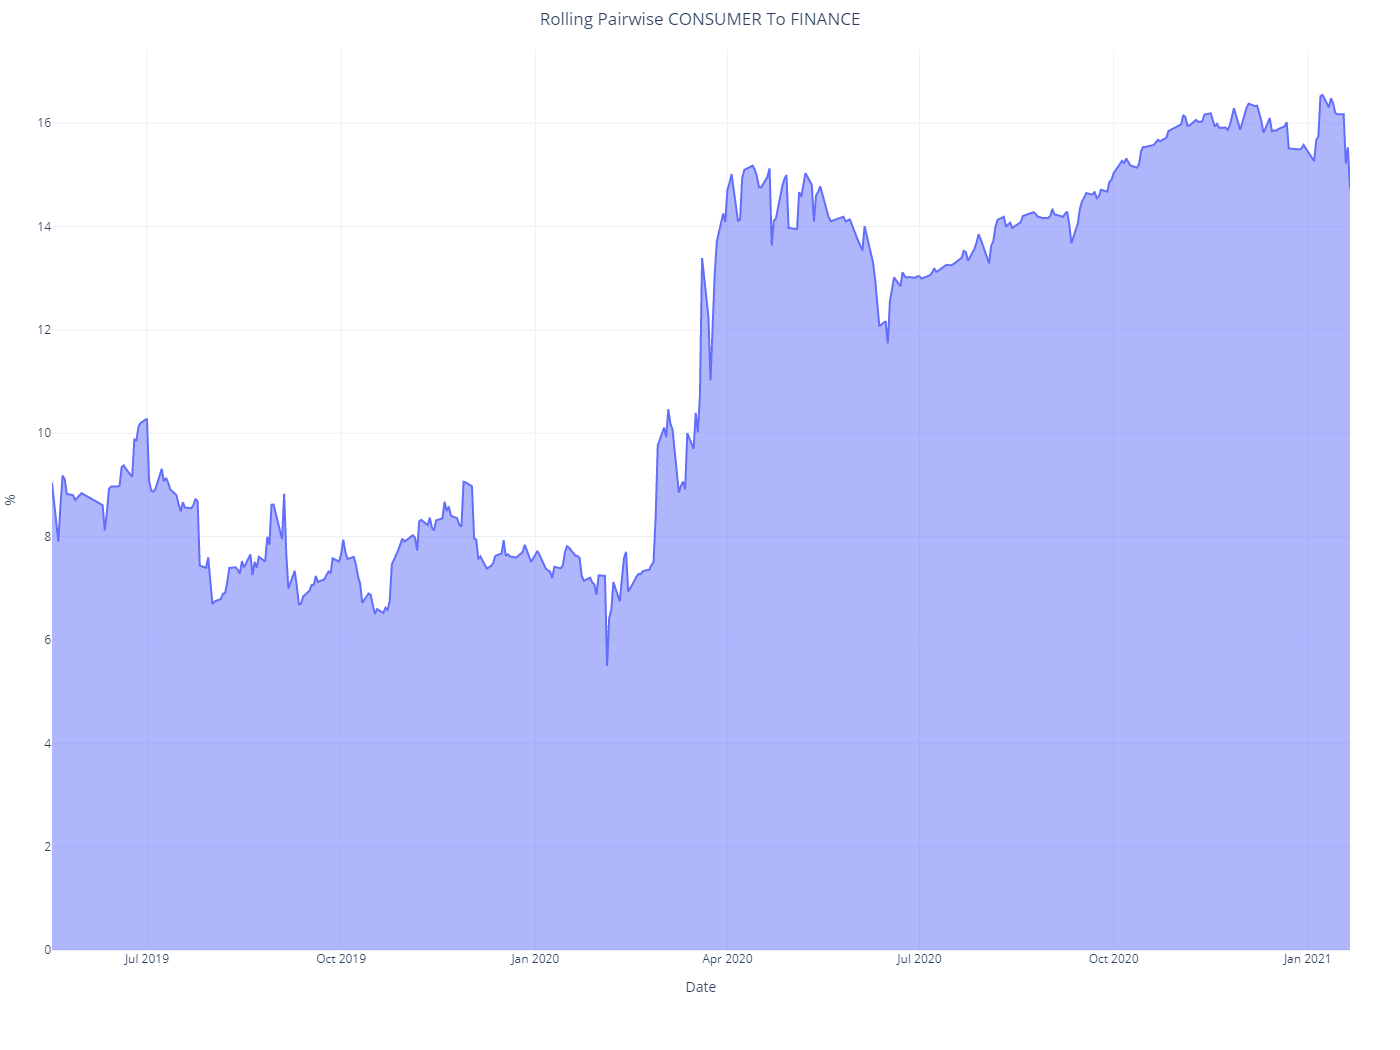 Rolling Pairwise CONSUMER To FINANCE
16
14
12
10
8
6
4
2
0
%
Jul 2019
Oct 2019
Jan 2020
Apr 2020
Jul 2020
Oct 2020
Jan 2021
Date